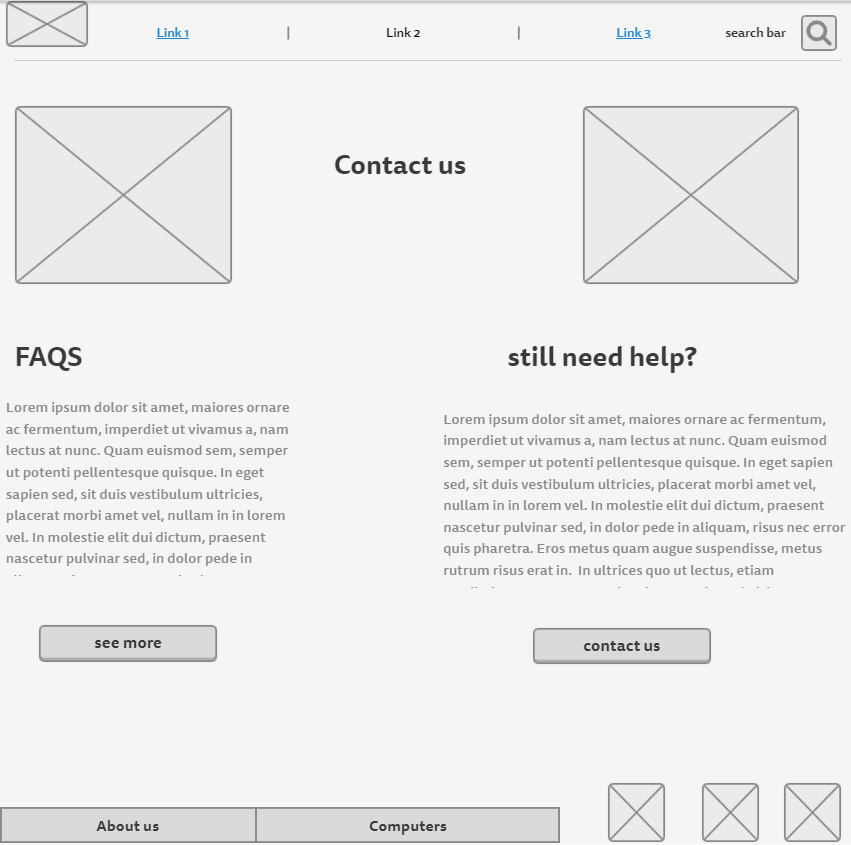 Link 1 | Link 2 | Link 3 search bar
Contact us
FAQS
Lorem ipsum dolor sit amet, maiores ornare
ac fermentum, imperdiet ut vivamus a, nam
lectus at nunc. Quam euismod sem, semper
ut potenti pellentesque quisque. In eget
sapien sed, sit duis vestibulum ultricies,
placerat morbi amet vel, nullam in in lorem
vel. In molestie elit dui dictum, praesent
nascetur pulvinar sed, in dolor pede in
see more
still need help?
Lorem ipsum dolor sit amet, maiores ornare ac fermentum,
imperdiet ut vivamus a, nam lectus at nunc. Quam euismod
sem, semper ut potenti pellentesque quisque. In eget sapien
sed, sit duis vestibulum ultricies, placerat morbi amet vel,
nullam in in lorem vel. In molestie elit dui dictum, praesent
nascetur pulvinar sed, in dolor pede in aliquam, risus nec error
quis pharetra. Eros metus quam augue suspendisse, metus
rutrum risus erat in. In ultrices quo ut lectus, etiam
contact us
About us
Computers